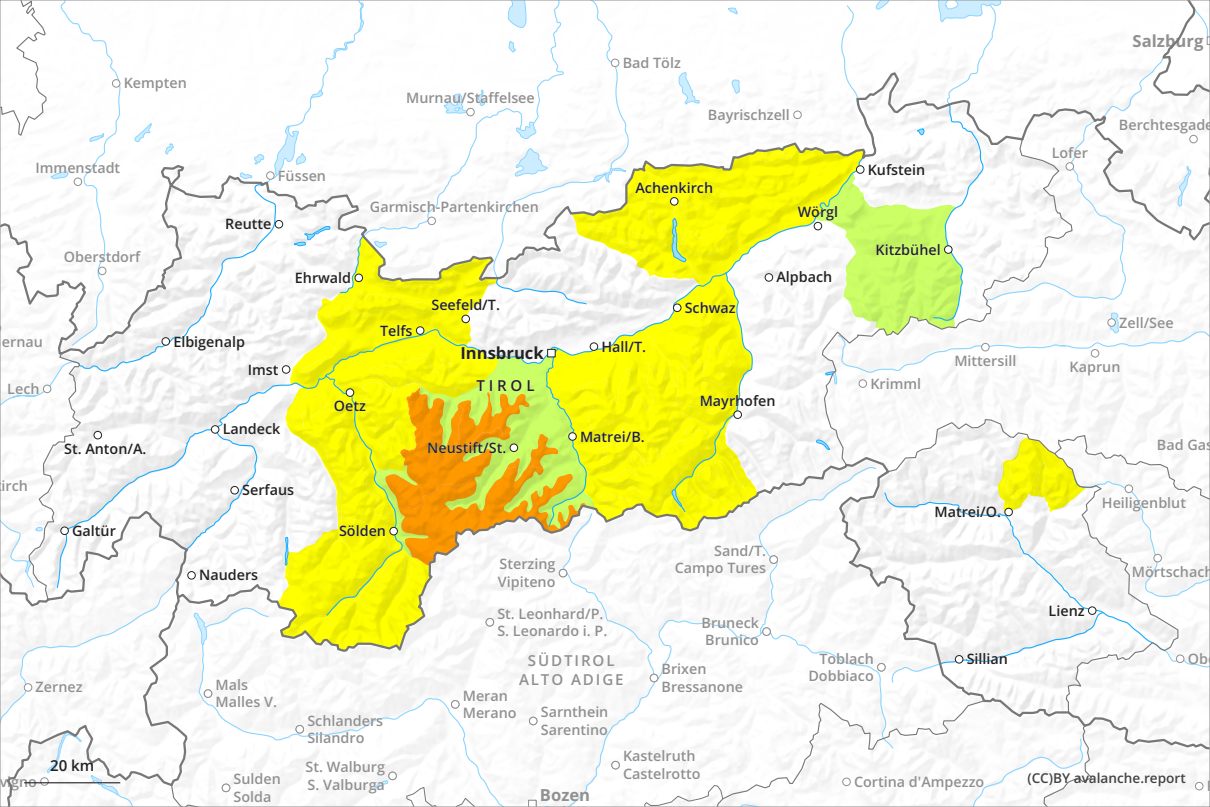 Salzburg
Kempten
Bad Tölz
Murnau/Staffelsee
Bayrischzell
Berchtesgade
Lofer
Immenstadt
Füssen
Kufstein
Achenkirch
Garmisch-Partenkirchen
Wörgl
Reutte
Oberstdorf
Kitzbühel
Ehrwald
Alpbach
Seefeld/T.
Schwaz
Telfs
Zell/See
ernau
Elbigenalp
Innsbruck
Hall/T.
Mittersill
Kaprun
Imst
TIROL
Krimml
Lech
Oetz
Mayrhofen
Landeck
Matrei/B.
St. Anton/A.
Neustift/St.
Bad Gas
irch
Serfaus
Heiligenblut
Matrei/O.
Galtür
Sölden
Sand/T.
Campo Tures
Sterzing
Vipiteno
Mörtschach
Nauders
St. Leonhard/P.
S. Leonardo i. P.
Lienz
Bruneck
Brunico
SÜDTIROL
ALTO ADIGE
Sillian
Toblach
Dobbiaco
Obe
Brixen
Bressanone
Zernez
Mals
Malles V.
Meran
Merano
Sarnthein
Sarentino
Schlanders
Silandro
Kastelruth
Castelrotto
20 km
St. Walburg
S. Valburga
vigno
Sulden
Solda
Cortina d'Ampezzo
(CC)BY avalanche.report
Bozen